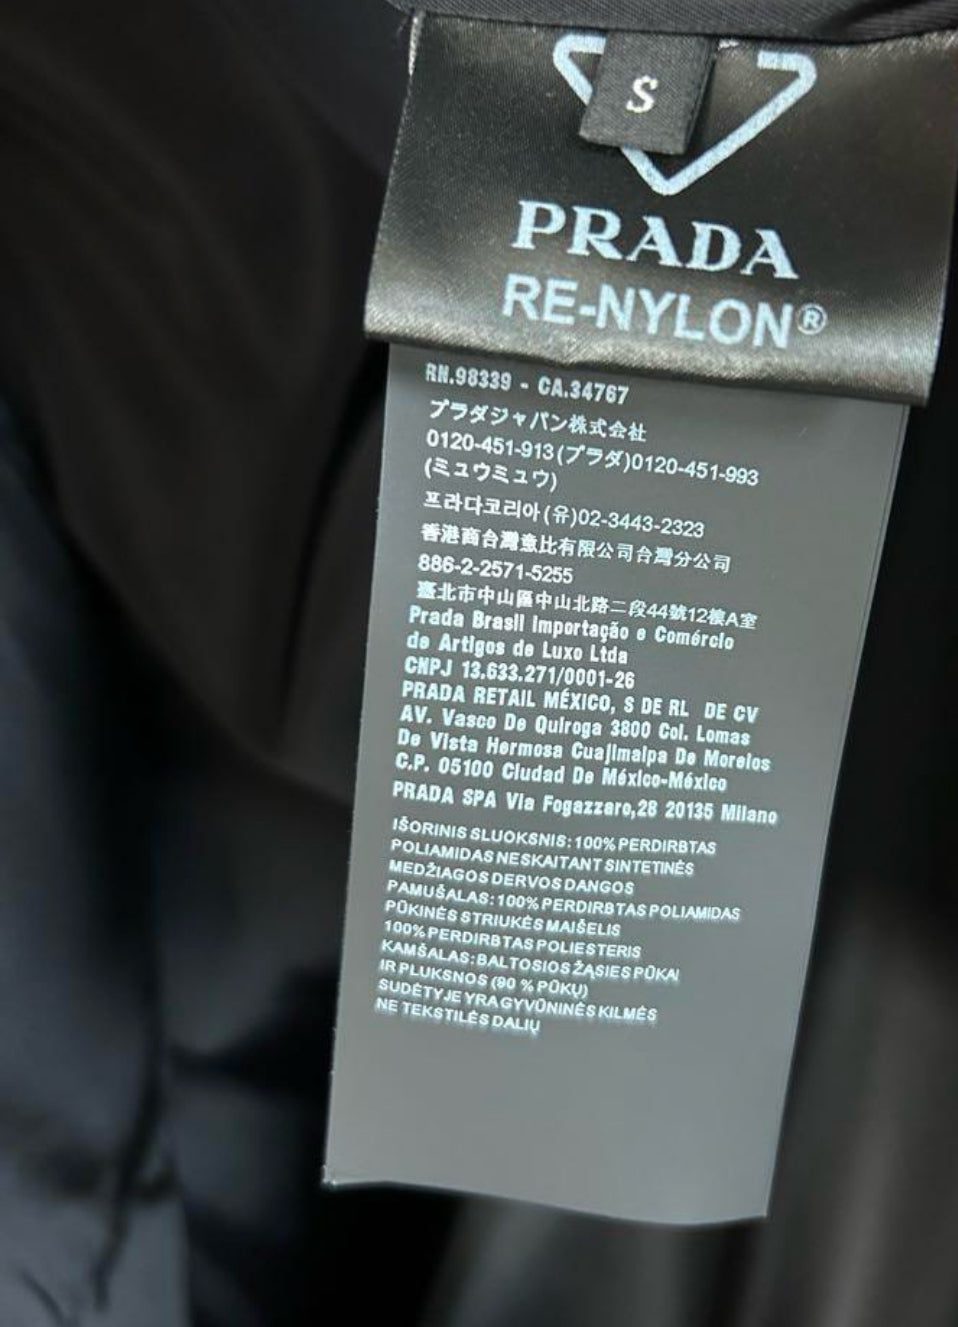 S
PRADA
RE-NYLON®
RN.98339 - CA.34767
プラダジャパン株式会社
0120-451-913(プラダ)0120-451-993
(ミュウミュウ)
프라다코리아(유)02-3443-2323
香港商台灣意比有限公司台灣分公司
886-2-2571-5255
臺北市中山區中山北路二段44號12樓A室
Prada Brasil Importação e Comércio
de Artigos de Luxo Ltda
CNPJ 13.633.271/0001-26
PRADA RETAIL MÉXICO, S DE RL DE CV
AV. Vasco De Quiroga 3800 Col. Lomas
De Vista Hermosa Cuajimalpa De Morelos
C.P. 05100 Ciudad De México-México
PRADA SPA Via Fogazzaro,28 20135 Milano
IŠORINIS SLUOKSNIS:100% PERDIRBTAS
POLIAMIDAS NESKAITANT SINTETINĖS
MEDŽIAGOS DERVOS DANGOS
PAMUŠALAS:100% PERDIRBTAS POLIAMIDAS
PŪKINĖS STRIUKĖS MAIŠELIS
100% PERDIRBTAS POLIESTERIS
KAMŠALAS:BALTOSIOS ŽĄSIES PŪKAI
IR PLUKSNOS (90 % PŪKŲ)
SUDĖTYJE YRA GYVŪNINĖS KILMĖS
NE TEKSTILĖS DALIŲ